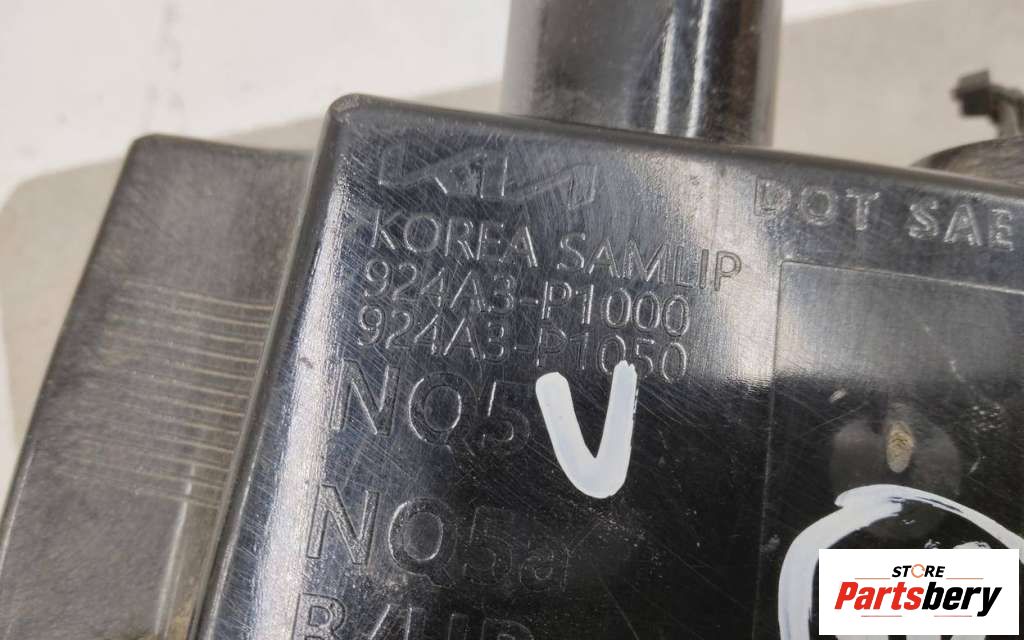 KIA
DOT SAE
KOREA SAMLIP
924A3-P1000
924A3-P1050
NQ5
V
NQ5a
STORE
Partsbery